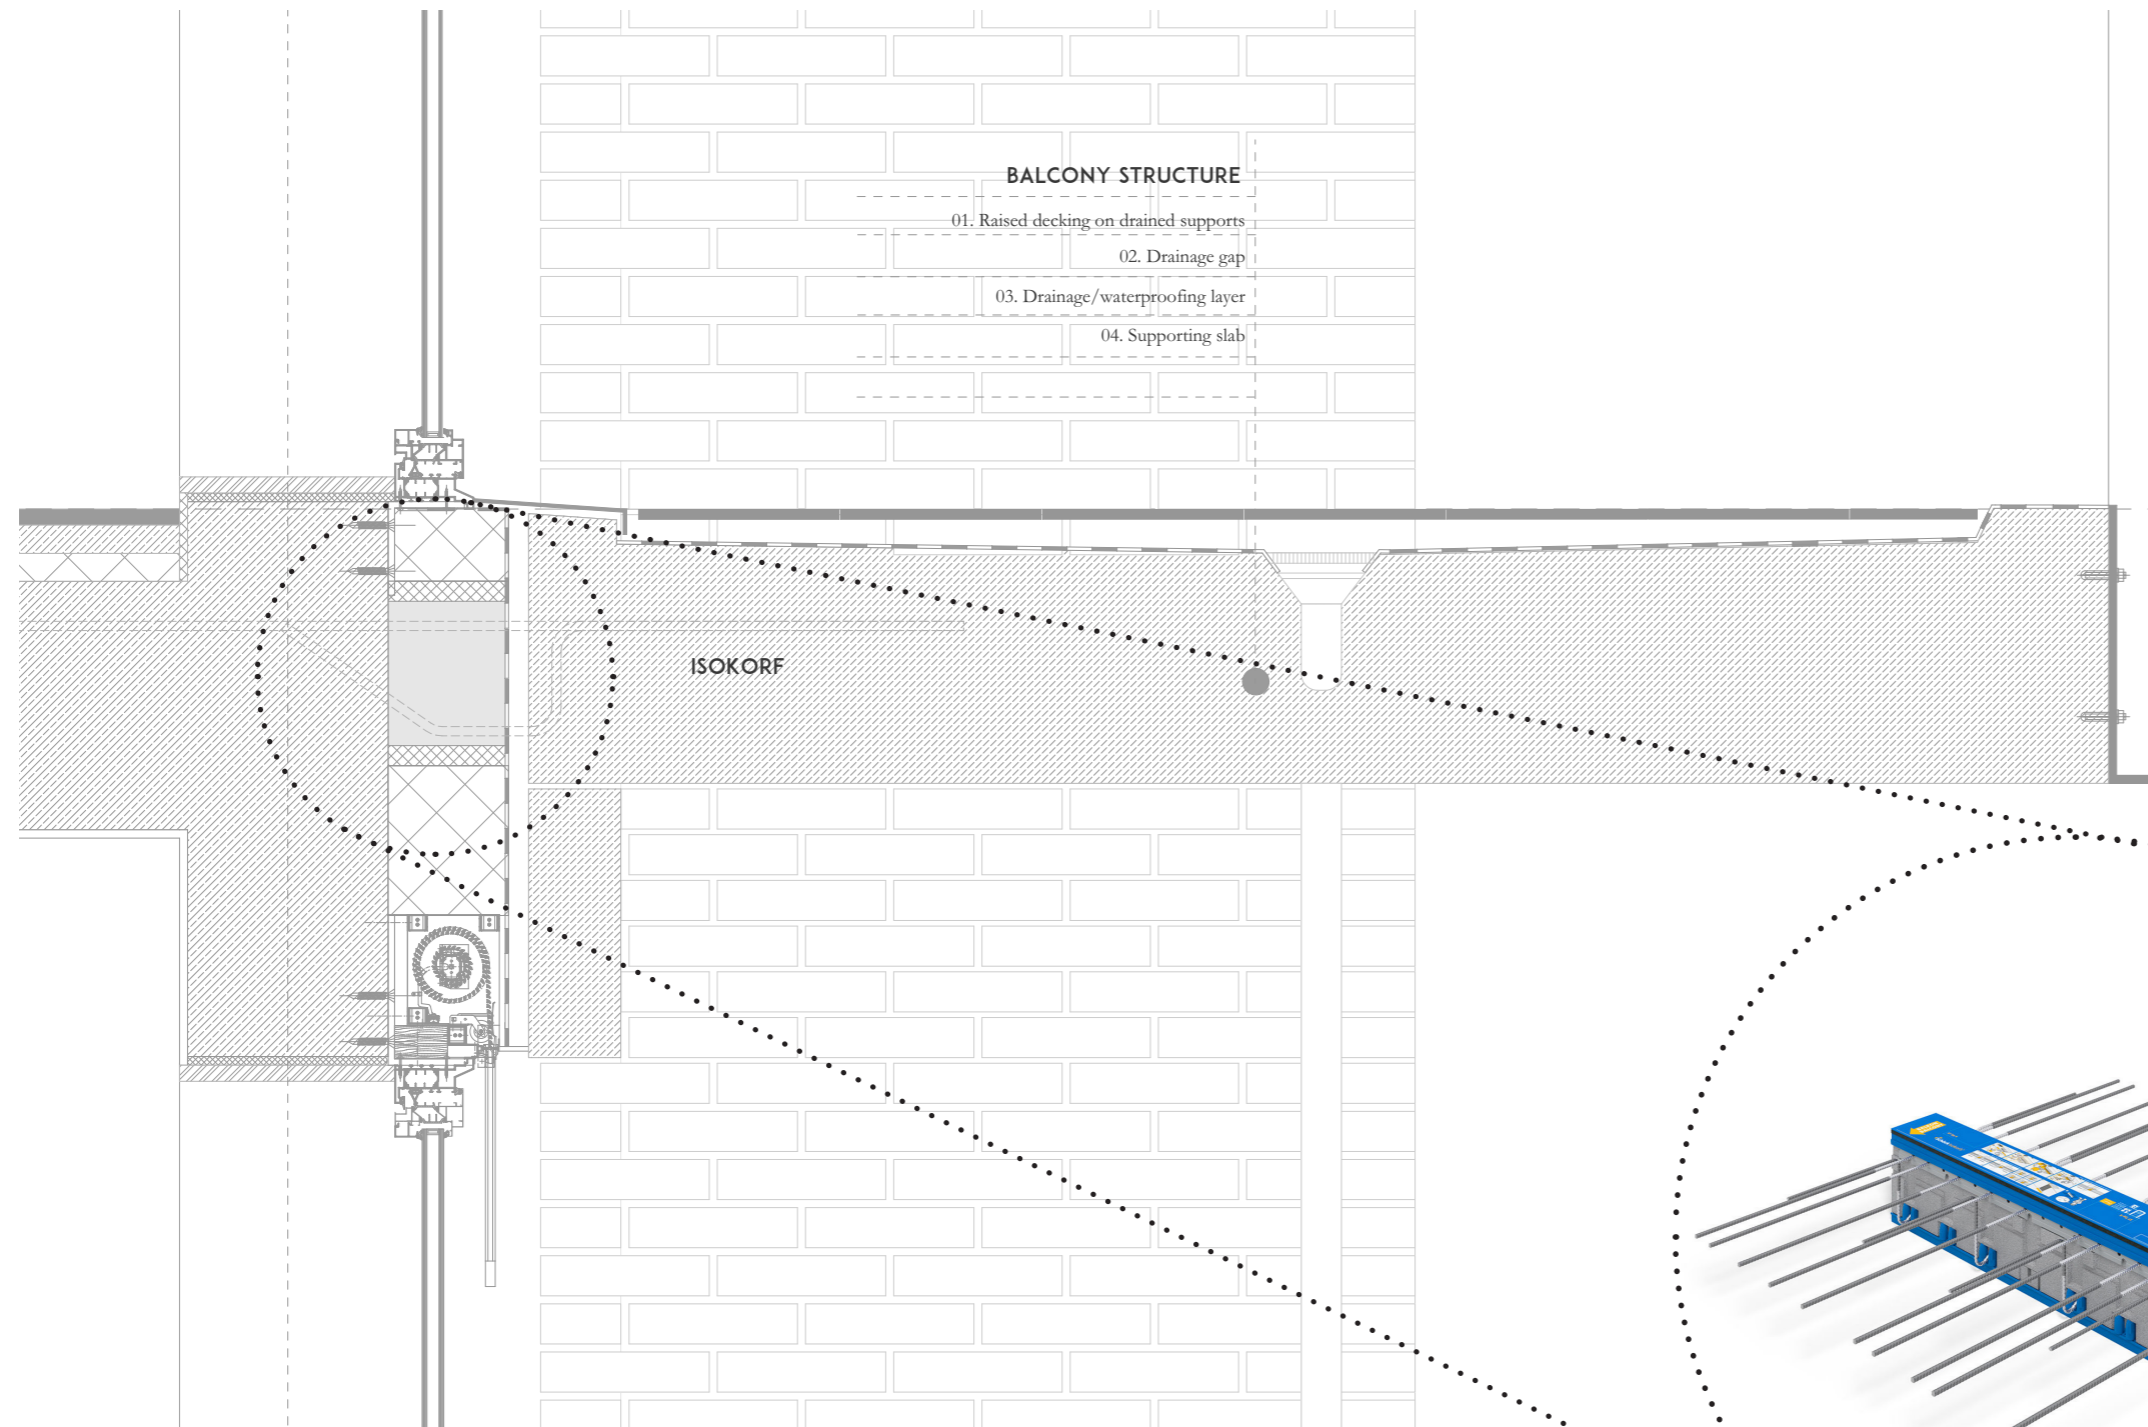 BALCONY STRUCTURE
01. Raised decking on drained supports
02. Drainage gap
03. Drainage/waterproofing layer
04. Supporting slab
ISOKORF